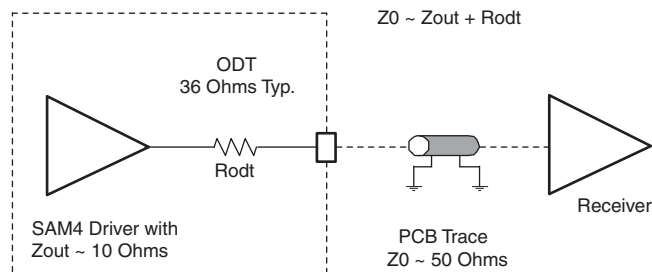 Z0 ~ Zout + Rodt
ODT
36 Ohms Typ.
Rodt
Receiver
SAM4 Driver with
Zout ~ 10 Ohms
PCB Trace
Z0 ~ 50 Ohms